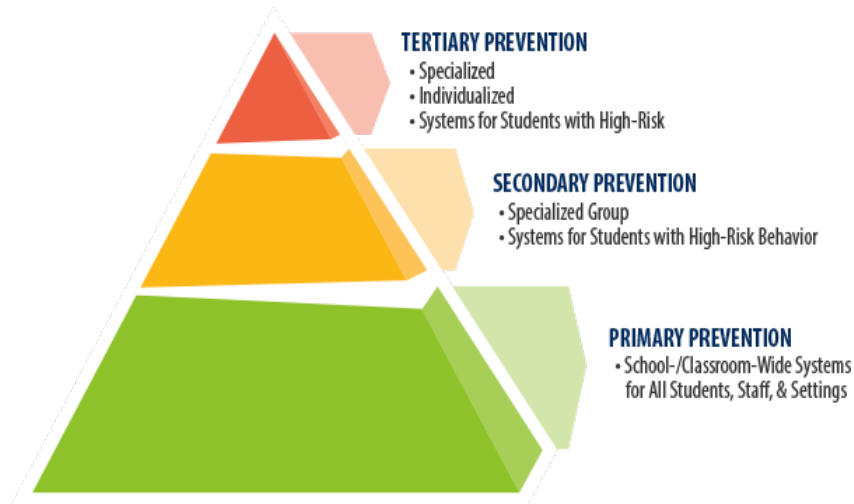 TERTIARY PREVENTION
• Specialized
• Individualized
• Systems for Students with High-Risk
SECONDARY PREVENTION
• Specialized Group
• Systems for Students with High-Risk Behavior
PRIMARY PREVENTION
• School-/Classroom-Wide Systems
for All Students, Staff, & Settings